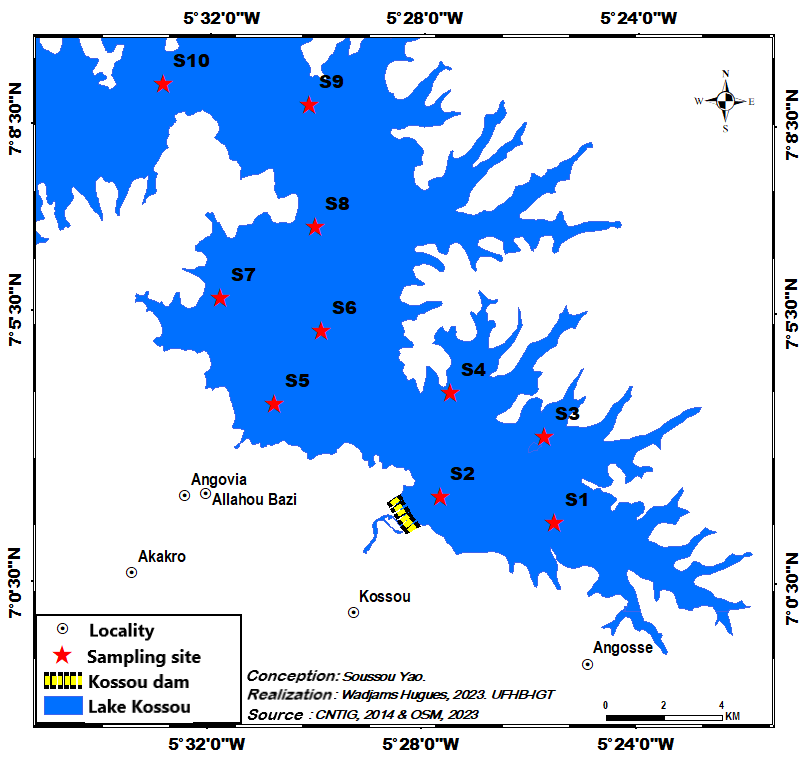 5°32'0"W 5°28'0"W 5°24'0"W
S10
S9
N
W E
S
7°8'30"N 7°8'30"N
S8
S7
7°5'30"N 7°5'30"N
S6
S5
S4
S3
S2
S1
Angovia
Allahou Bazi
Akakro
7°0'30"N 7°0'30"N
Kossou
Angosse
Locality
Sampling site
Kossou dam
Lake Kossou
Conception: Soussou Yao.
Realization : Wadjams Hugues, 2023. UFHB-IGT
Source : CNTIG, 2014 & OSM, 2023
0 2 4
KM
5°32'0"W 5°28'0"W 5°24'0"W